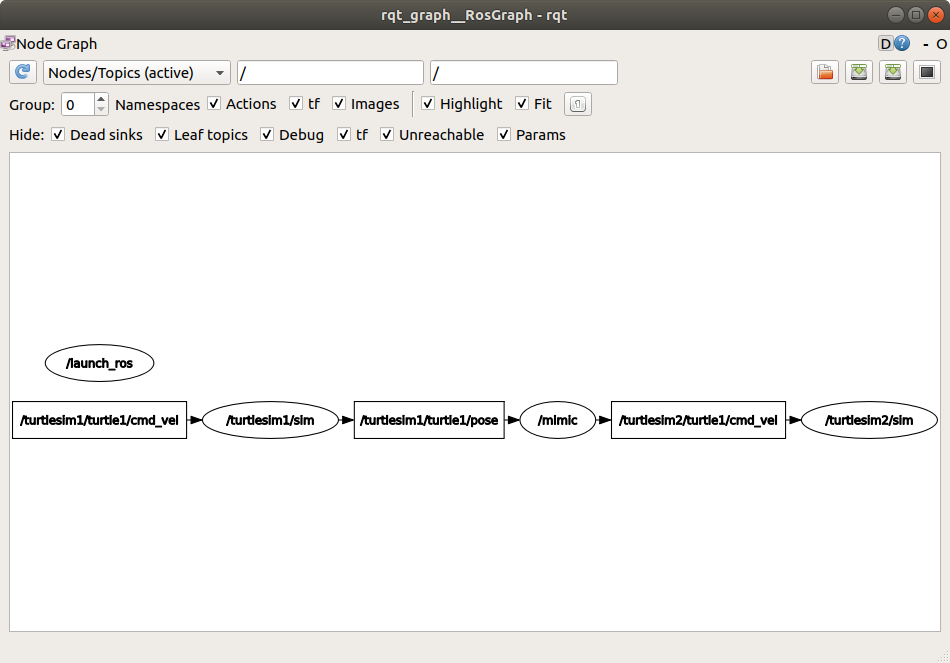 rqt_graph__RosGraph - rqt
Node Graph
D ? - O
Nodes/Topics (active) / /
Group: 0 Namespaces Actions tf Images Highlight Fit
Hide: Dead sinks Leaf topics Debug tf Unreachable Params
/launch_ros
/turtlesim1/turtle1/cmd_vel /turtlesim1/sim /turtlesim1/turtle1/pose /mimic /turtlesim2/turtle1/cmd_vel /turtlesim2/sim